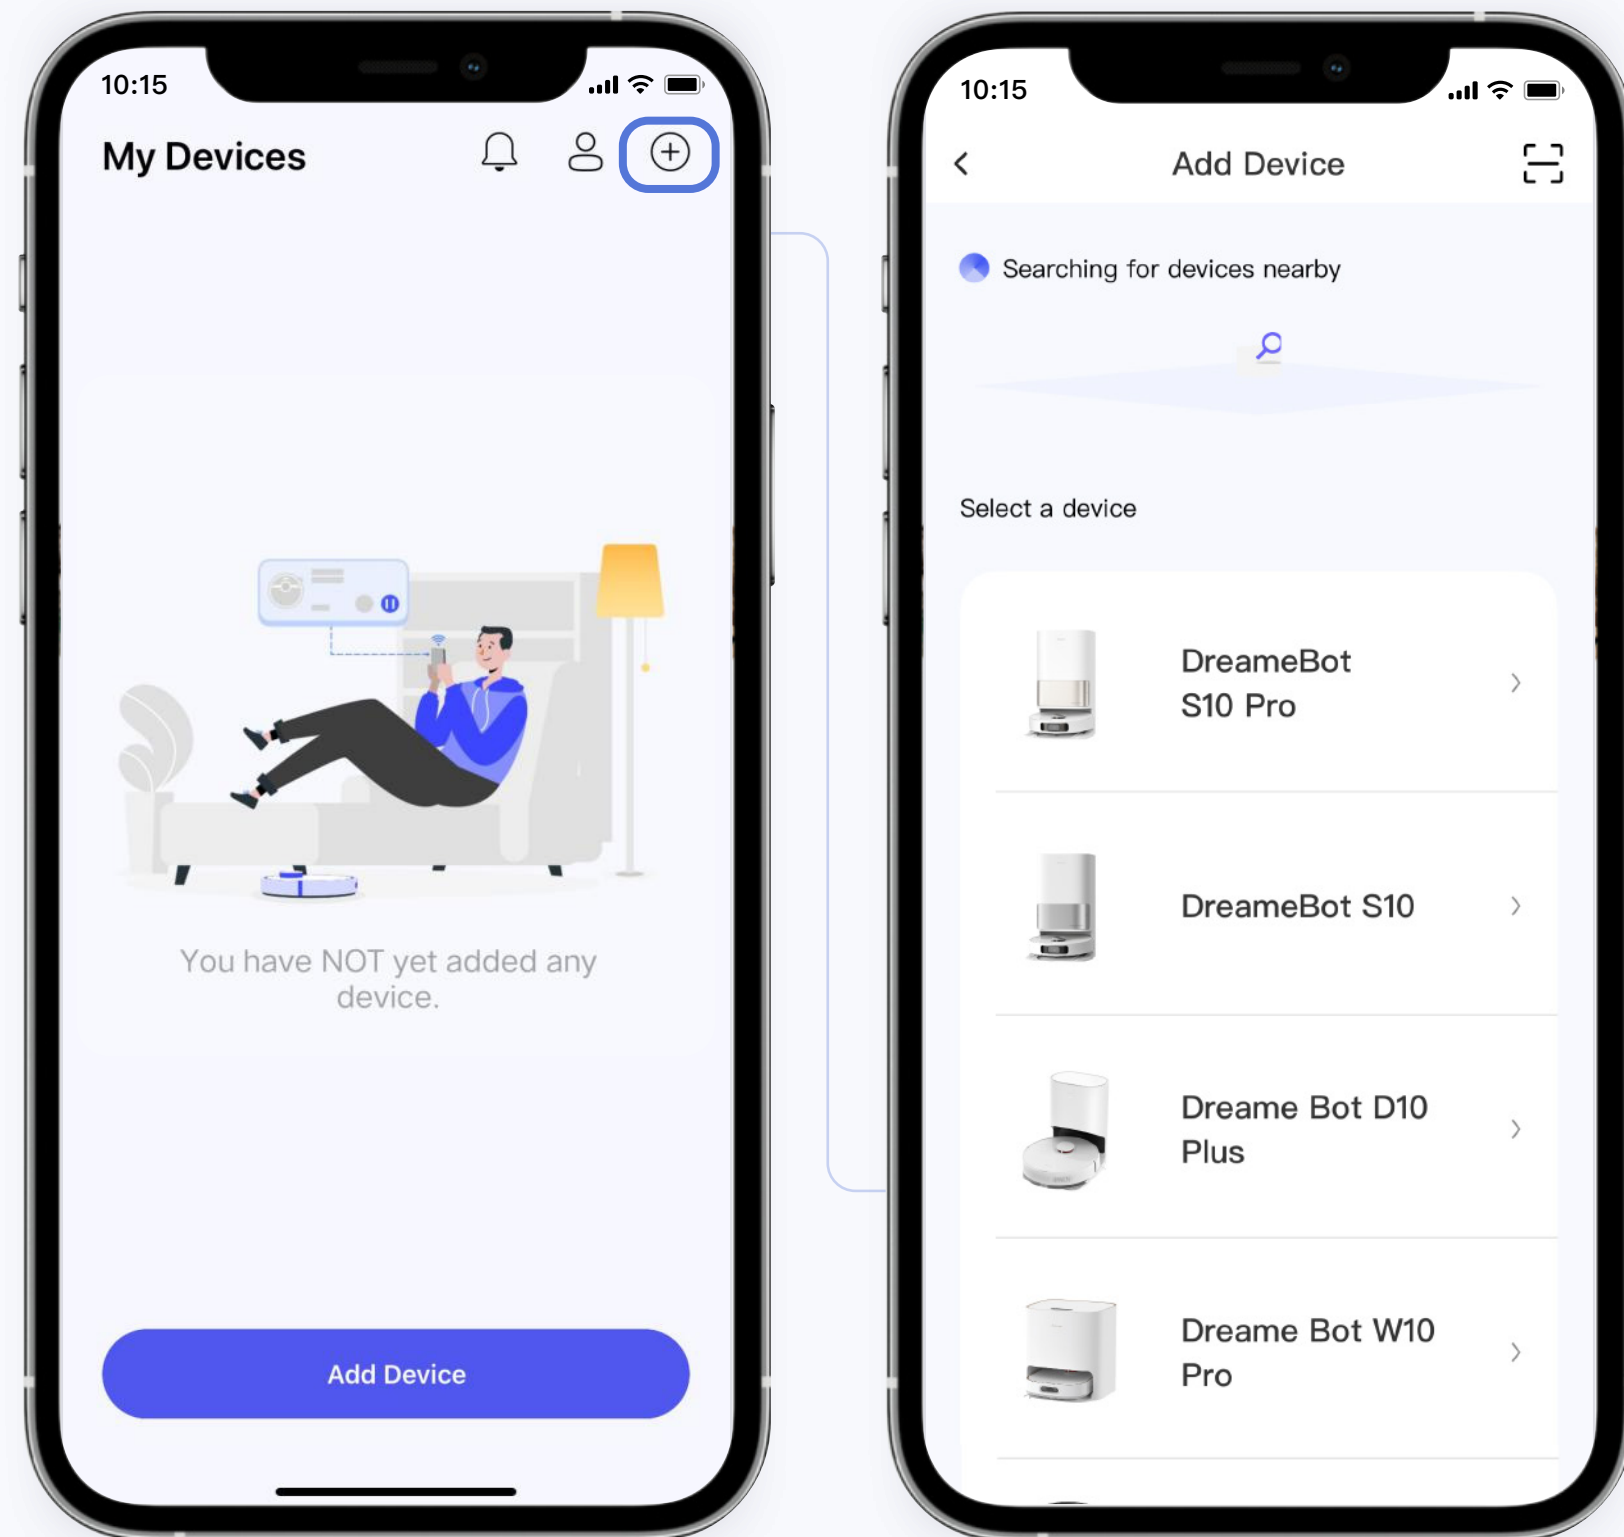 10:15
My Devices
You have NOT yet added any
device.
Add Device
10:15
Add Device
Searching for devices nearby
Select a device
DreameBot
S10 Pro
DreameBot S10
Dreame Bot D10
Plus
Dreame Bot W10
Pro